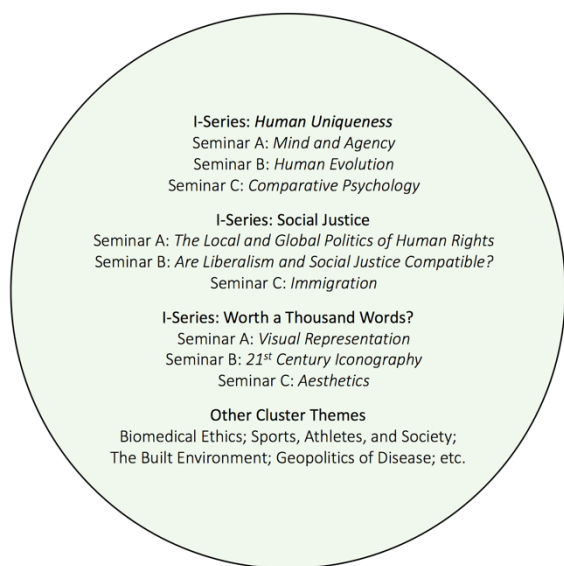 I-Series: Human Uniqueness
Seminar A: Mind and Agency
Seminar B: Human Evolution
Seminar C: Comparative Psychology
I-Series: Social Justice
Seminar A: The Local and Global Politics of Human Rights
Seminar B: Are Liberalism and Social Justice Compatible?
Seminar C: Immigration
I-Series: Worth a Thousand Words?
Seminar A: Visual Representation
Seminar B: 21st Century Iconography
Seminar C: Aesthetics
Other Cluster Themes
Biomedical Ethics; Sports, Athletes, and Society;
The Built Environment; Geopolitics of Disease; etc.